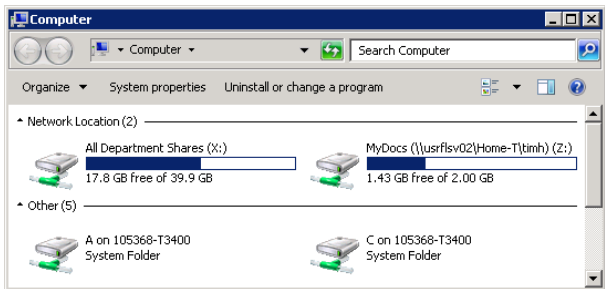 Computer
Computer
Search Computer
Organize System properties Uninstall or change a program
Network Location (2)
All Department Shares (X:)
17.8 GB free of 39.9 GB
MyDocs (\\usrflsv02\Home-T\timh) (Z:)
1.43 GB free of 2.00 GB
Other (5)
A on 105368-T3400
System Folder
C on 105368-T3400
System Folder